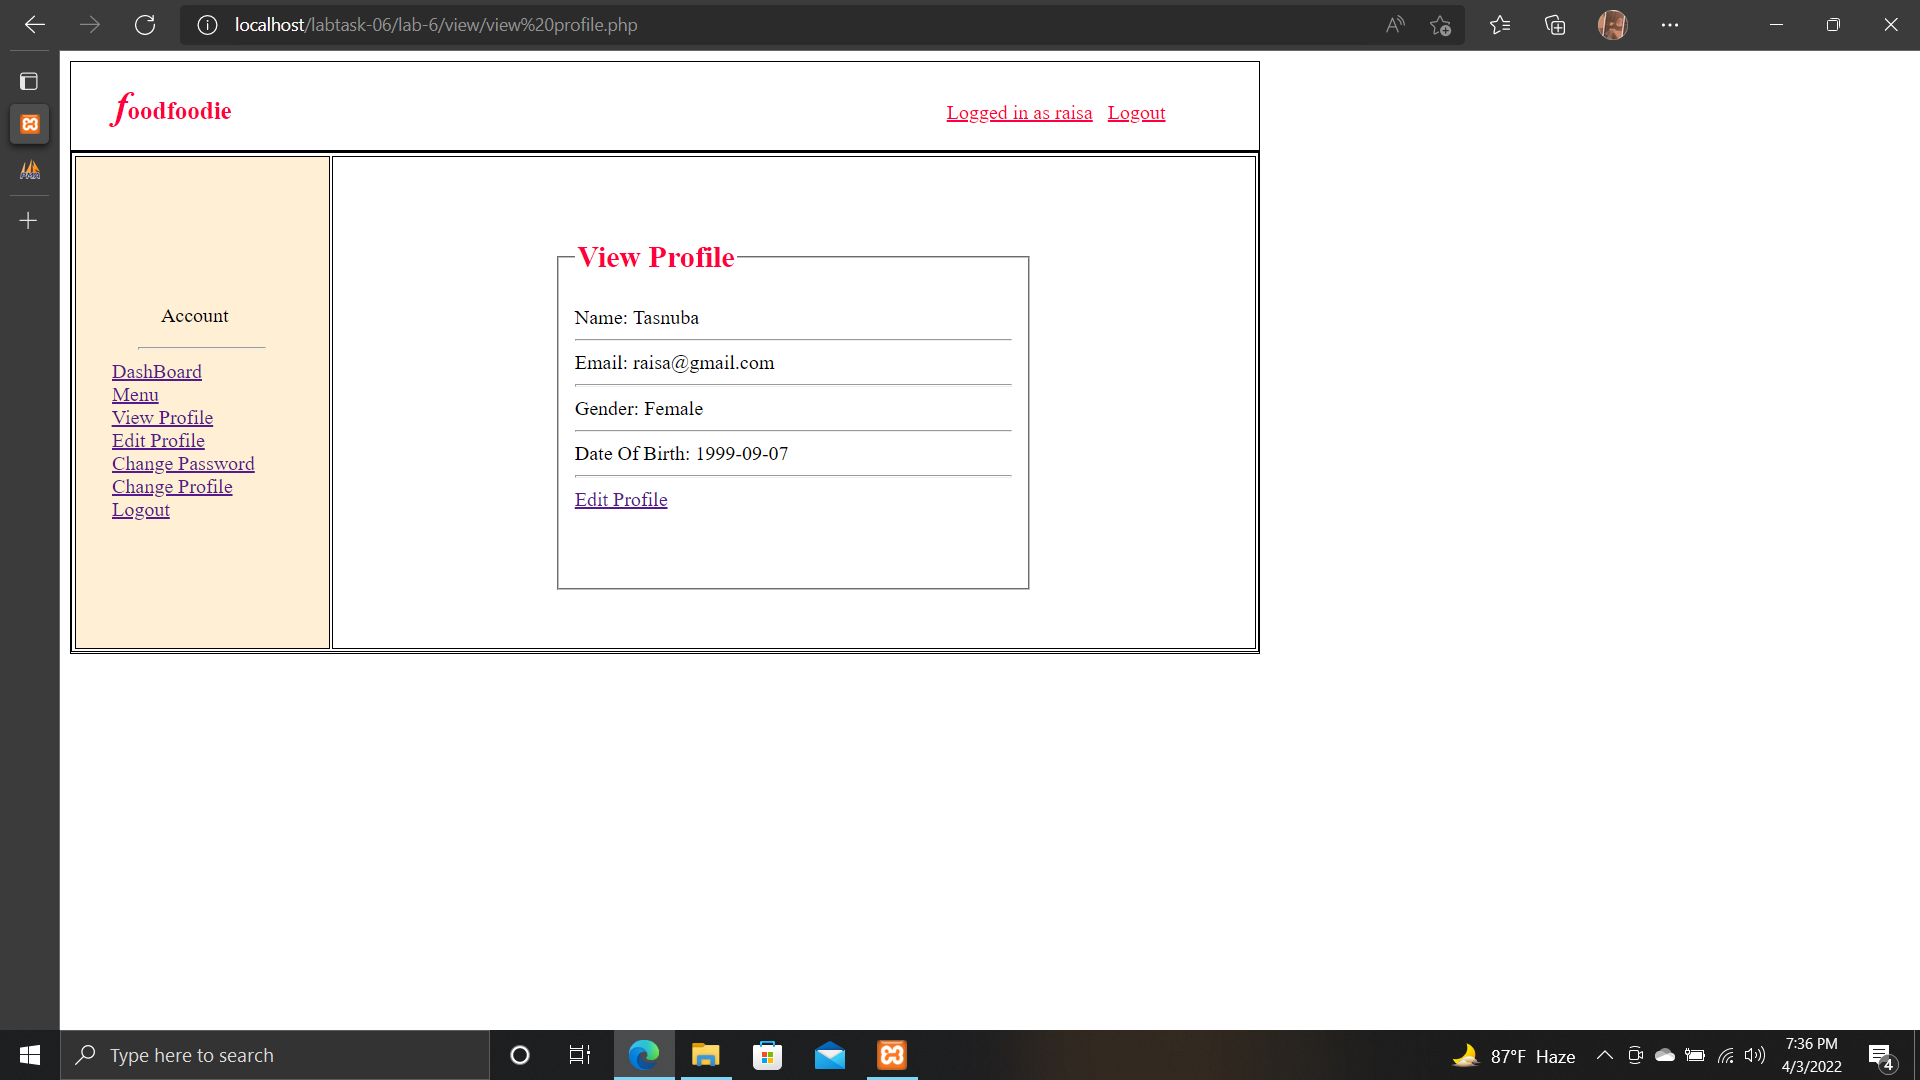 localhost/labtask-06/lab-6/view/view%20profile.php
foodfoodie
Logged in as raisa Logout
Account
DashBoard
Menu
View Profile
Edit Profile
Change Password
Change Profile
Logout
View Profile
Name: Tasnuba
Email: raisa@gmail.com
Gender: Female
Date Of Birth: 1999-09-07
Edit Profile
Type here to search
87°F Haze
7:36 PM
4/3/2022
4